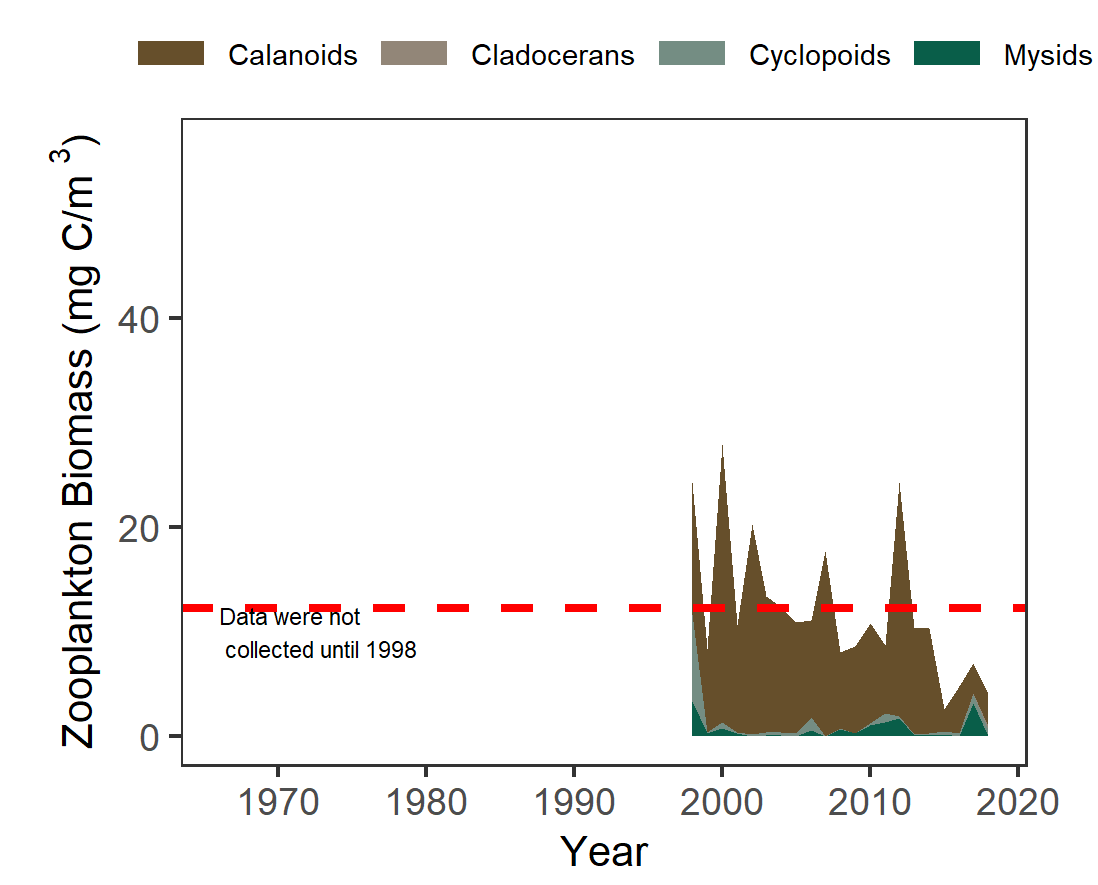 Calanoids Cladocerans Cyclopoids Mysids
Zooplankton Biomass (mg C/m ³)
40
20
0
Data were not
collected until 1998
1970 1980 1990 2000 2010 2020
Year